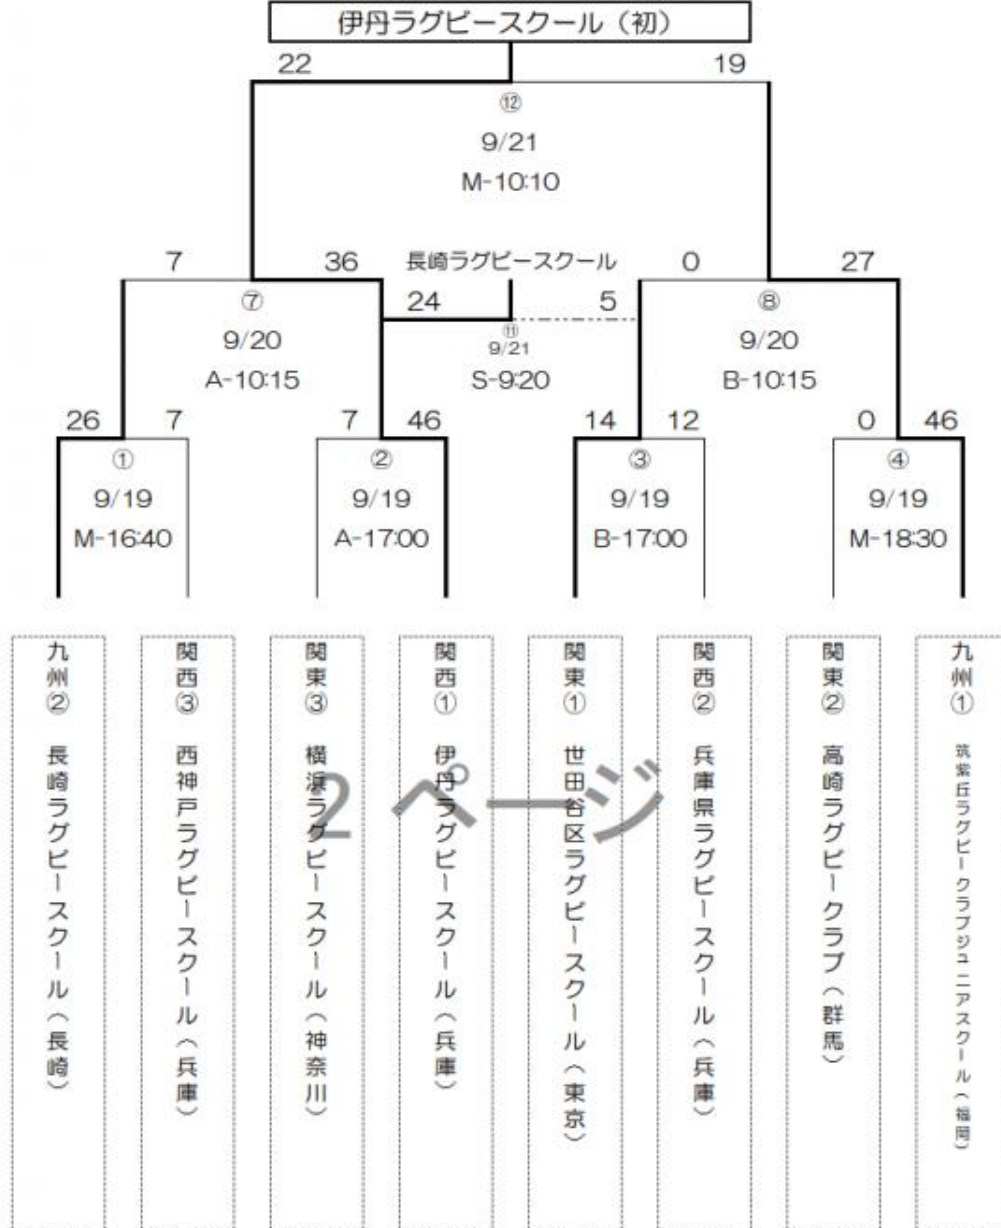 伊丹ラグビースクール（初）
22 19
⑫
9/21
M-10:10
7 36 長崎ラグビースクール 0 27
⑦ 24 5 ⑧
⑪
9/20 9/21 9/20
A-10:15 S-9:20 B-10:15
26 7 7 46 14 12 0 46
① ② ③ ④
9/19 9/19 9/19 9/19
M-16:40 A-17:00 B-17:00 M-18:30
九州② 長崎ラグビースクール（長崎）
関西③ 西神戸ラグビースクール（兵庫）
関東③ 横浜ラグビースクール（神奈川）
関西① 伊丹ラグビースクール（兵庫）
関東① 世田谷区ラグビースクール（東京）
関西② 兵庫県ラグビースクール（兵庫）
関東② 高崎ラグビークラブ（群馬）
九州① 筑紫丘ラグビークラブジュニアスクール（福岡）
2 ページ